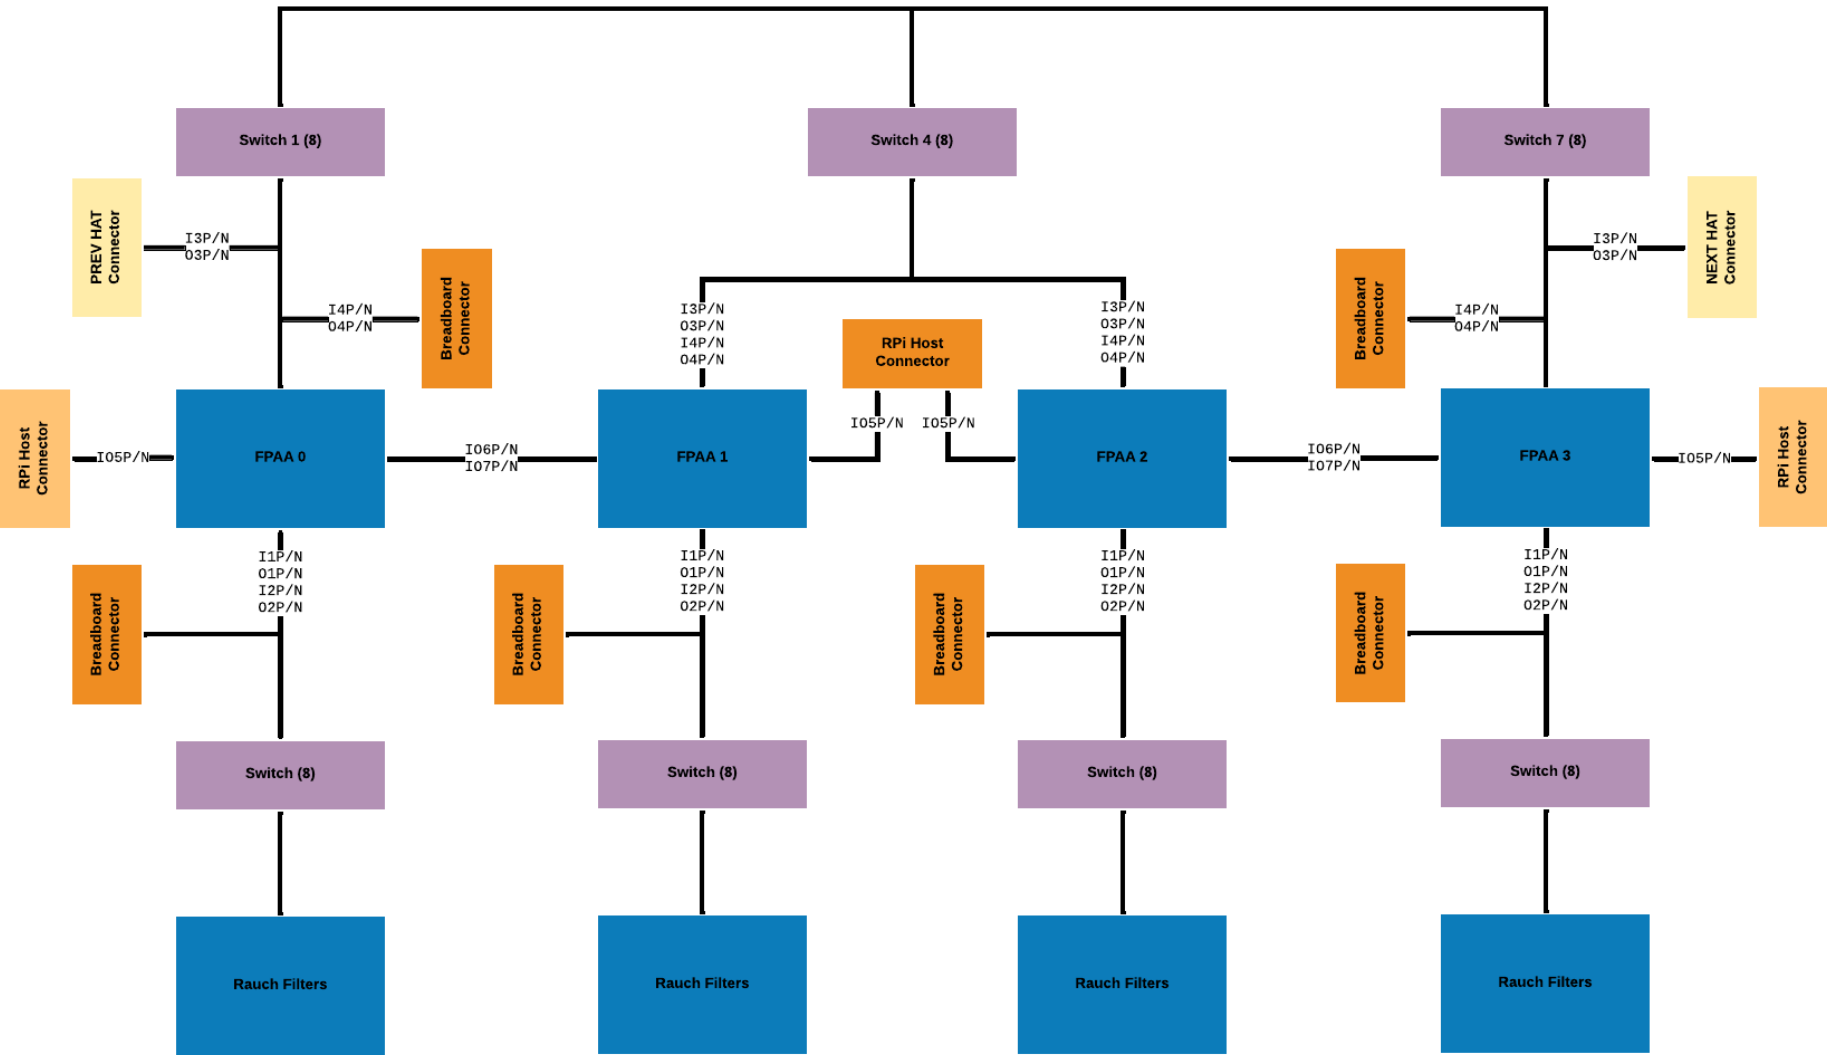 Switch 1 (8)
Switch 4 (8)
Switch 7 (8)
PREV HAT
Connector
I3P/N
O3P/N
I4P/N
O4P/N
Breadboard
Connector
I3P/N
O3P/N
I4P/N
O4P/N
RPi Host
Connector
I3P/N
O3P/N
I4P/N
O4P/N
Breadboard
Connector
I4P/N
O4P/N
I3P/N
O3P/N
NEXT HAT
Connector
RPi Host
Connector
IO5P/N
FPAA 0
IO6P/N
IO7P/N
FPAA 1
IO5P/N
IO5P/N
FPAA 2
IO6P/N
IO7P/N
FPAA 3
IO5P/N
RPi Host
Connector
I1P/N
O1P/N
I2P/N
O2P/N
I1P/N
O1P/N
I2P/N
O2P/N
I1P/N
O1P/N
I2P/N
O2P/N
I1P/N
O1P/N
I2P/N
O2P/N
Breadboard
Connector
Breadboard
Connector
Breadboard
Connector
Breadboard
Connector
Switch (8)
Switch (8)
Switch (8)
Switch (8)
Rauch Filters
Rauch Filters
Rauch Filters
Rauch Filters